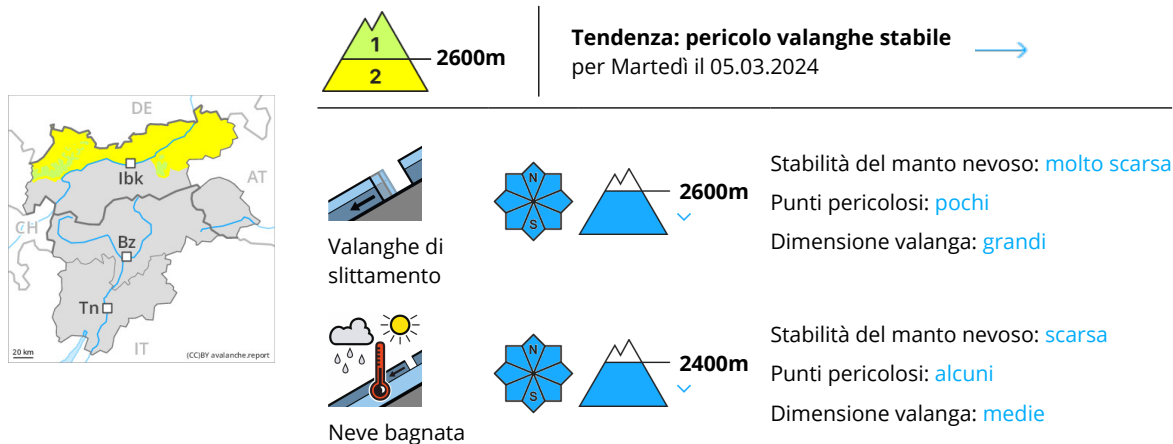 1
2
2600m
Tendenza: pericolo valanghe stabile
per Martedì il 05.03.2024
DE
AT
CH
IT
Ibk
Bz
Tn
20 km
(CC)BY avalanche.report
Valanghe di
slittamento
N
S
2600m
Stabilità del manto nevoso: molto scarsa
Punti pericolosi: pochi
Dimensione valanga: grandi
Neve bagnata
N
S
2400m
Stabilità del manto nevoso: scarsa
Punti pericolosi: alcuni
Dimensione valanga: medie